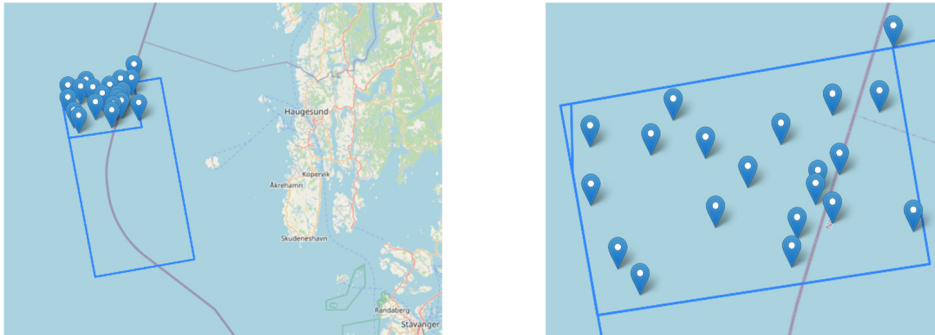 Haugesund
Kopervik
Åkrehamn
Skudeneshavn
Randaberg
Stavanger